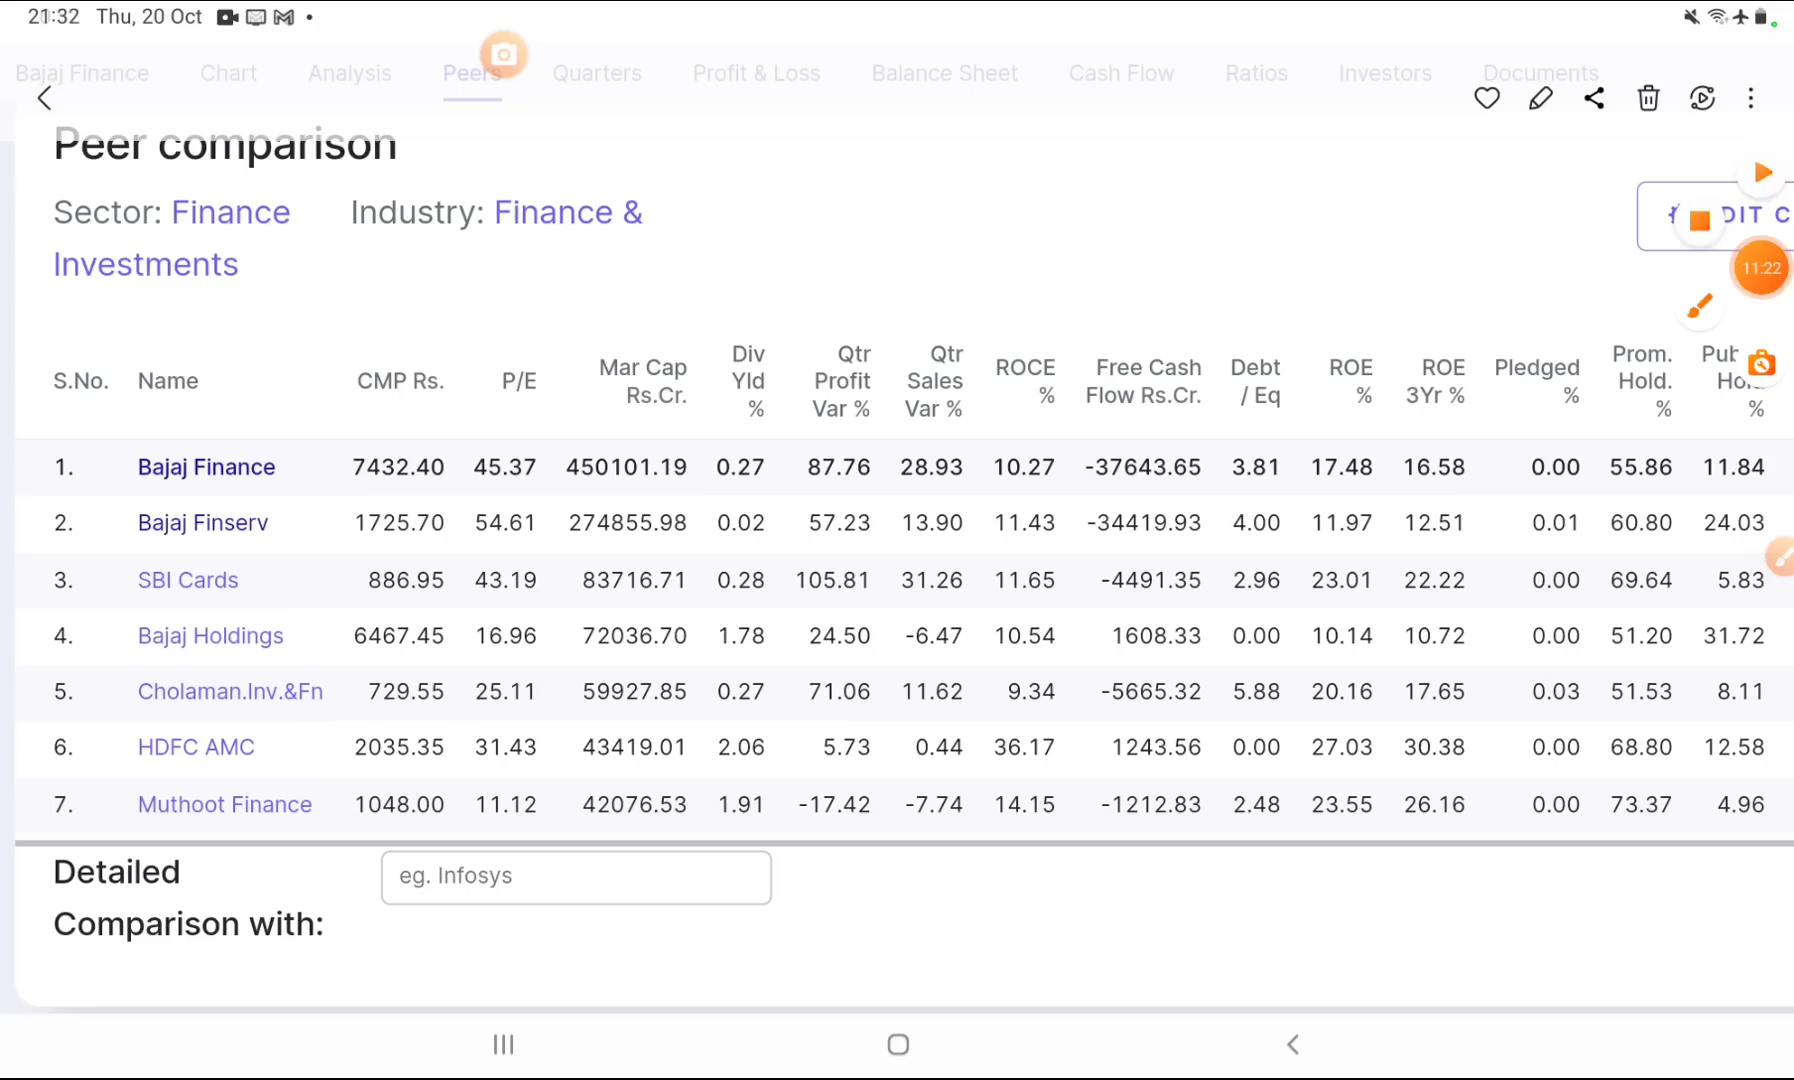 21:32 Thu, 20 Oct
Bajaj Finance Chart Analysis Peers Quarters Profit & Loss Balance Sheet Cash Flow Ratios Investors Documents
Peer comparison
Sector: Finance Industry: Finance &
Investments
DIT C
11:22
S.No. Name CMP Rs. P/E Mar Cap Rs.Cr. Div Yld % Qtr Profit Var % Qtr Sales Var % ROCE % Free Cash Flow Rs.Cr. Debt / Eq ROE % ROE 3Yr % Pledged % Prom. Hold. % Pub Hold. %
1. Bajaj Finance 7432.40 45.37 450101.19 0.27 87.76 28.93 10.27 -37643.65 3.81 17.48 16.58 0.00 55.86 11.84
2. Bajaj Finserv 1725.70 54.61 274855.98 0.02 57.23 13.90 11.43 -34419.93 4.00 11.97 12.51 0.01 60.80 24.03
3. SBI Cards 886.95 43.19 83716.71 0.28 105.81 31.26 11.65 -4491.35 2.96 23.01 22.22 0.00 69.64 5.83
4. Bajaj Holdings 6467.45 16.96 72036.70 1.78 24.50 -6.47 10.54 1608.33 0.00 10.14 10.72 0.00 51.20 31.72
5. Cholaman.Inv.&Fn 729.55 25.11 59927.85 0.27 71.06 11.62 9.34 -5665.32 5.88 20.16 17.65 0.03 51.53 8.11
6. HDFC AMC 2035.35 31.43 43419.01 2.06 5.73 0.44 36.17 1243.56 0.00 27.03 30.38 0.00 68.80 12.58
7. Muthoot Finance 1048.00 11.12 42076.53 1.91 -17.42 -7.74 14.15 -1212.83 2.48 23.55 26.16 0.00 73.37 4.96
Detailed eg. Infosys
Comparison with: